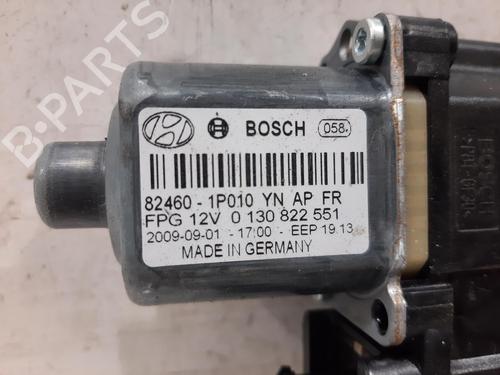 BOSCH 058
82460 - 1P010 YN AP FR
FPG 12V 0 130 822 551
2009-09-01 - 17:00 - EEP 19.13
MADE IN GERMANY
B-PARTS